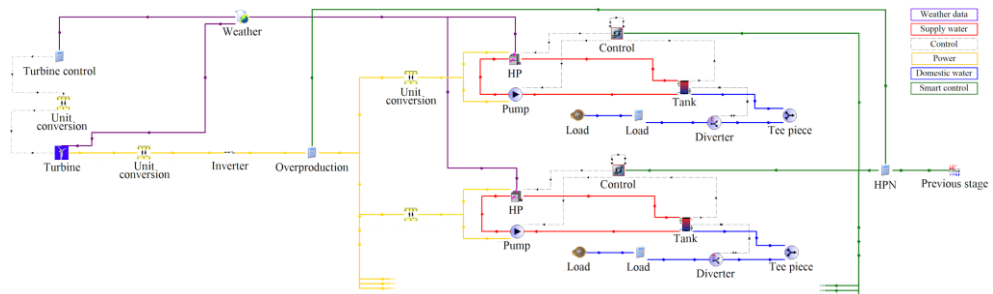 Weather
Turbine control
Unit
conversion
Turbine
Unit
conversion
Inverter
Overproduction
Unit
conversion
HP
Pump
Control
Tank
Load
Load
Diverter
Tee piece
HP
Pump
Control
Tank
Load
Load
Diverter
Tee piece
HPN
Previous stage
Weather data
Supply water
Control
Power
Domestic water
Smart control